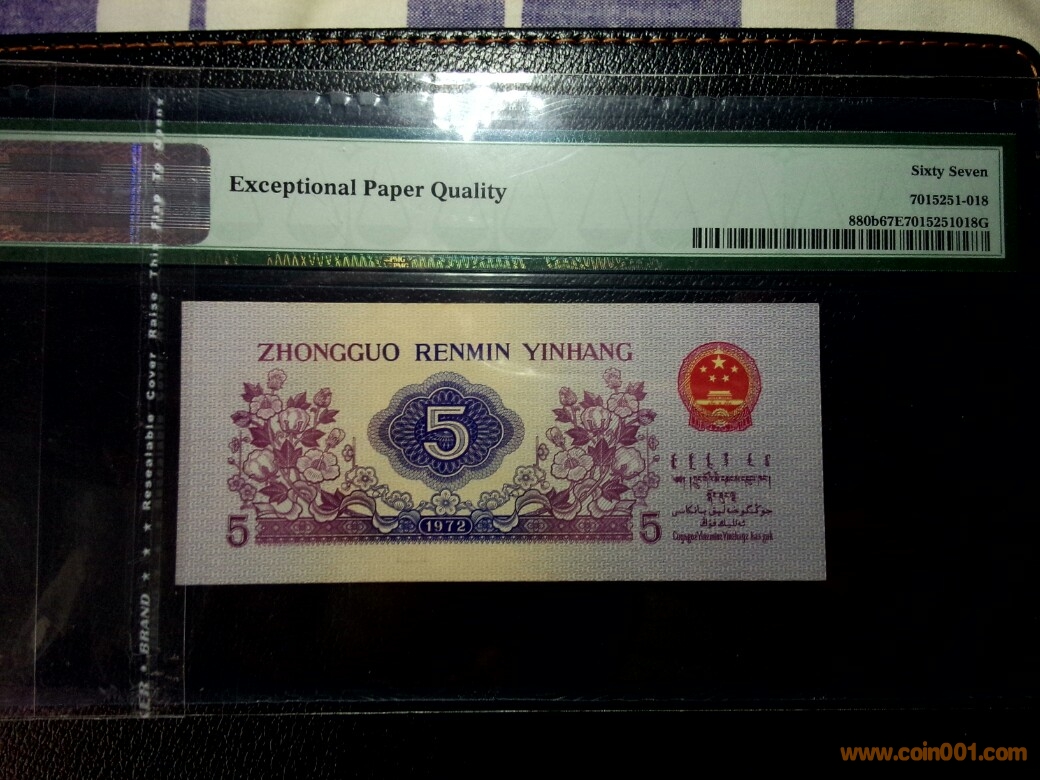 Exceptional Paper Quality
Sixty Seven
7015251-018
880b67E7015251018G
ZHONGGUO RENMIN YINHANG
5
1972
5
5
BRAND ★ ★ ★ Resealable Cover Raise This Flap To Open
www.coin001.com